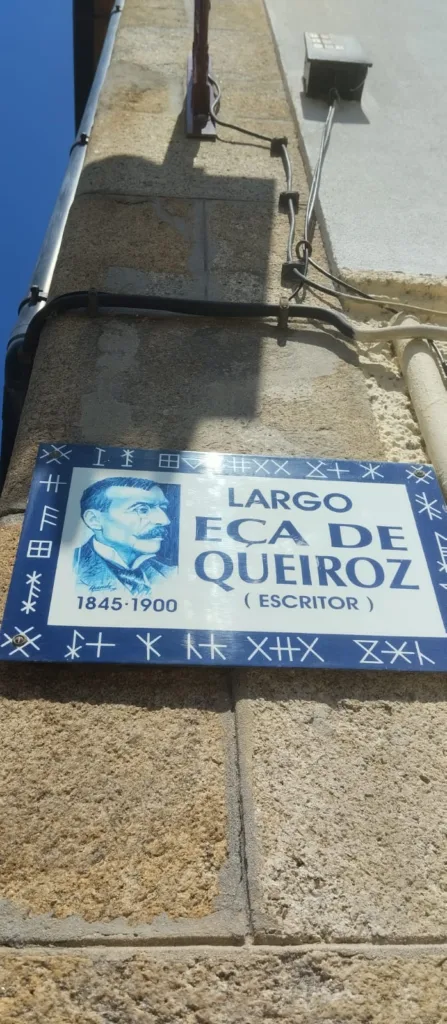 LARGO
EÇA DE
QUEIROZ
( ESCRITOR )
1845·1900